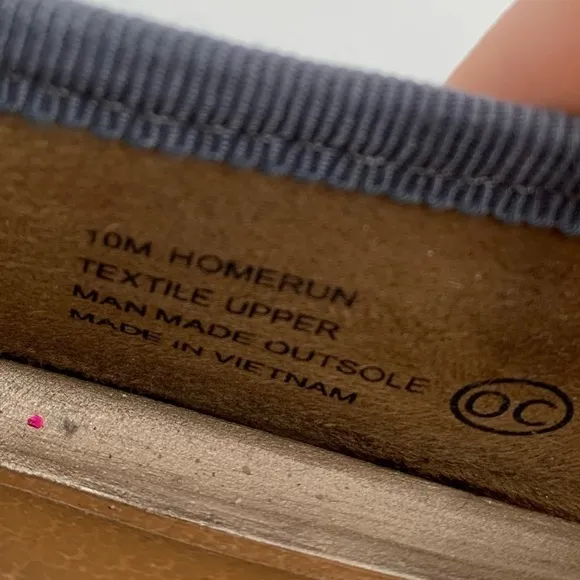 10M HOMERUN
TEXTILE UPPER
MAN MADE OUTSOLE
MADE IN VIETNAM
OC